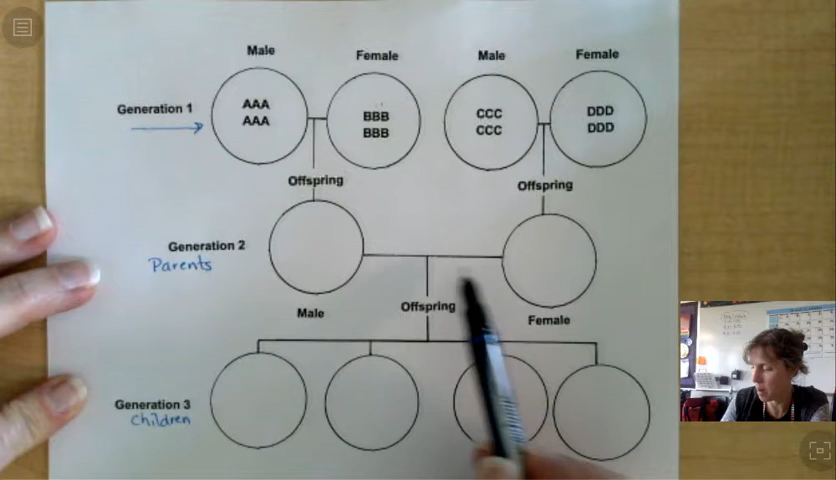 Male Female Male Female
Generation 1
AAA
AAA
BBB
BBB
CCC
CCC
DDD
DDD
Offspring Offspring
Generation 2
Parents
Male Offspring Female
Generation 3
children